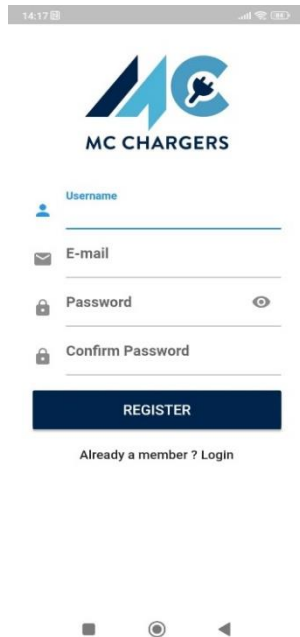 14:17
MC CHARGERS
Username
E-mail
Password
Confirm Password
REGISTER
Already a member ? Login